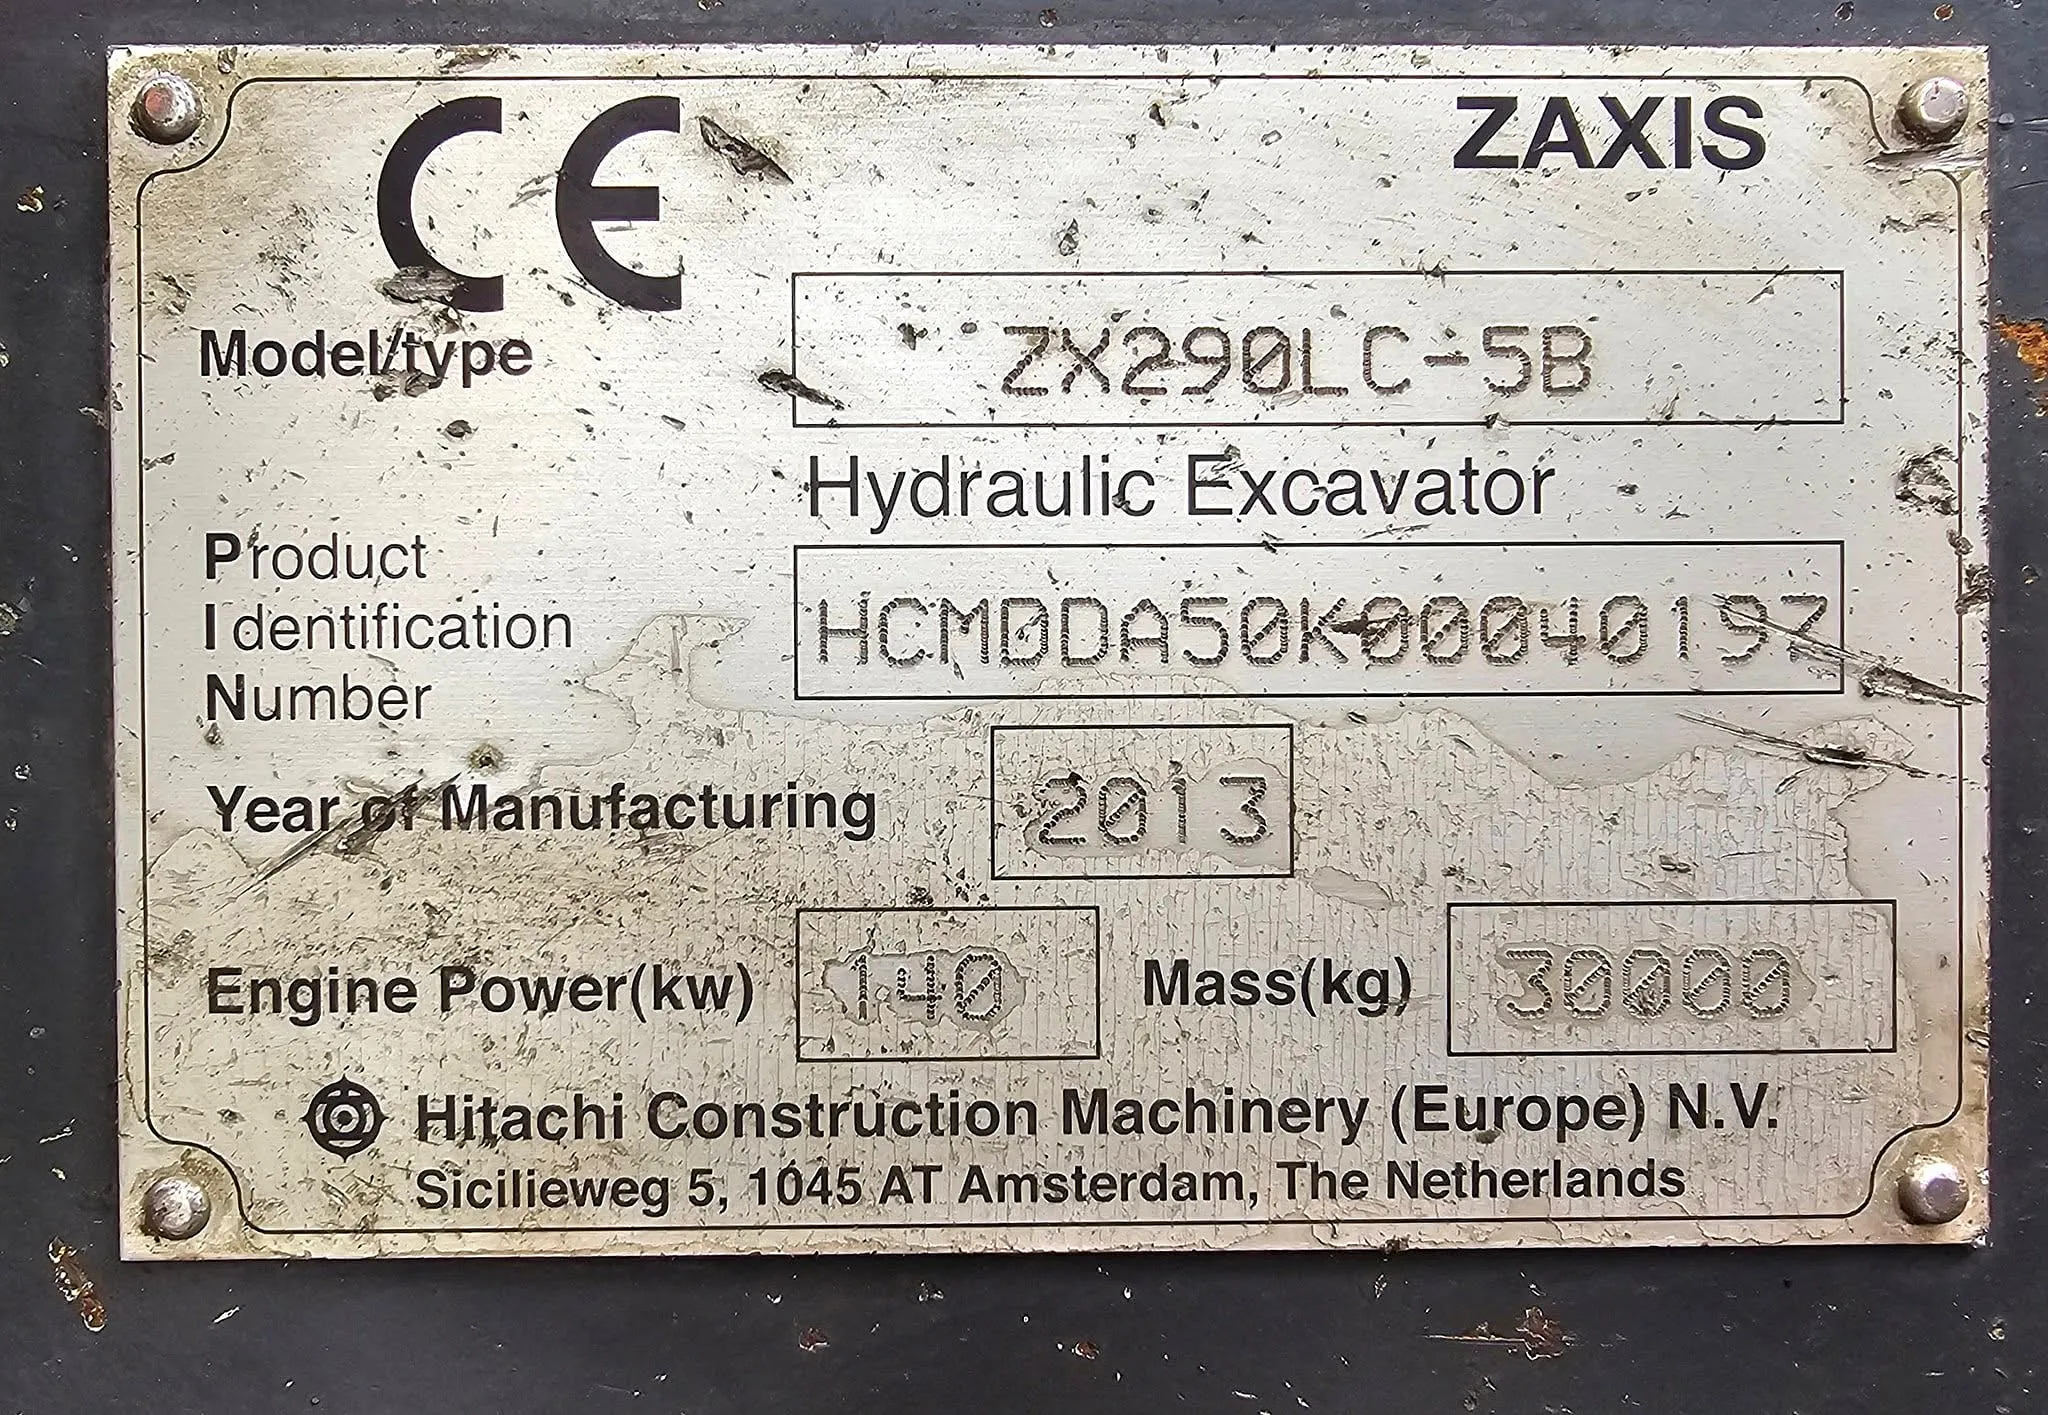 CE
ZAXIS
Model/type ZX290LC-5B
Hydraulic Excavator
Product
Identification
Number
HCMDDA50K00040197
Year of Manufacturing 2013
Engine Power(kw) 140 Mass(kg) 30000
Hitachi Construction Machinery (Europe) N.V.
Sicilieweg 5, 1045 AT Amsterdam, The Netherlands